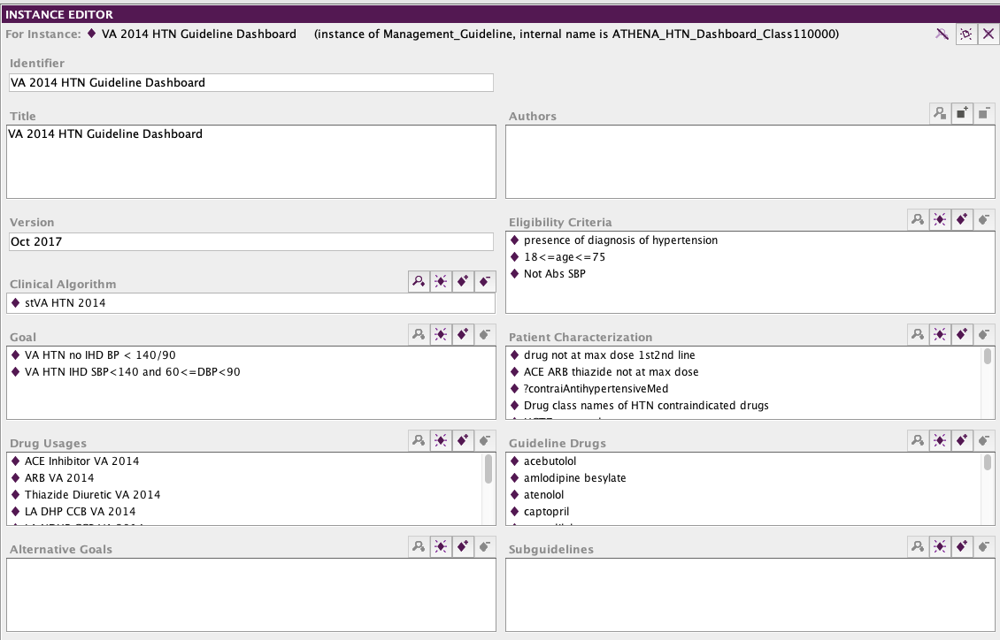 INSTANCE EDITOR
For Instance: VA 2014 HTN Guideline Dashboard (instance of Management_Guideline, internal name is ATHENA_HTN_Dashboard_Class110000)
Identifier
VA 2014 HTN Guideline Dashboard
Title
VA 2014 HTN Guideline Dashboard
Authors
Version
Oct 2017
Eligibility Criteria
presence of diagnosis of hypertension
18<=age<=75
Not Abs SBP
Clinical Algorithm
stVA HTN 2014
Goal
VA HTN no IHD BP < 140/90
VA HTN IHD SBP<140 and 60<=DBP<90
Patient Characterization
drug not at max dose 1st2nd line
ACE ARB thiazide not at max dose
?contraiAntihypertensiveMed
Drug class names of HTN contraindicated drugs
Drug Usages
ACE Inhibitor VA 2014
ARB VA 2014
Thiazide Diuretic VA 2014
LA DHP CCB VA 2014
Guideline Drugs
acebutolol
amlodipine besylate
atenolol
captopril
Alternative Goals
Subguidelines